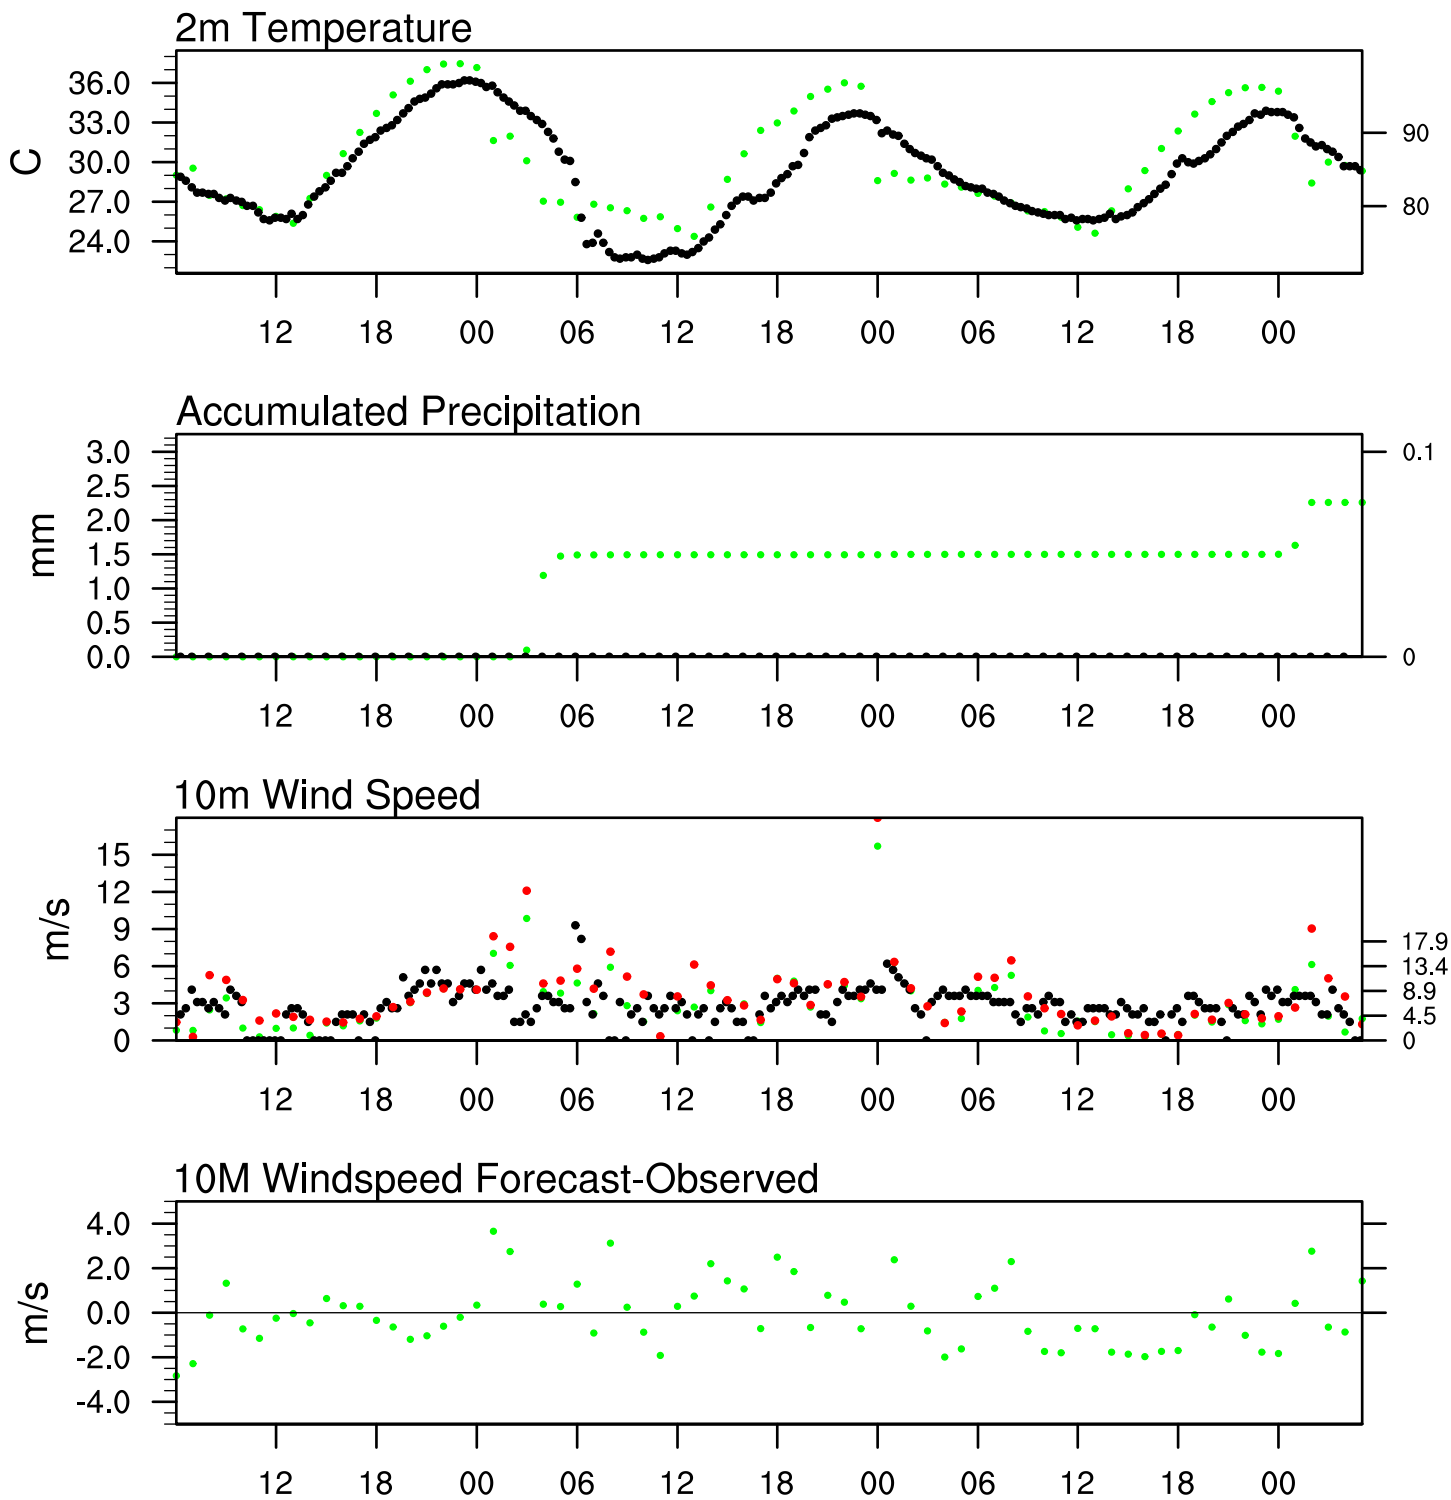 2m Temperature
36.0
33.0
30.0
27.0
24.0
C
90
80
12 18 00 06 12 18 00 06 12 18 00
Accumulated Precipitation
3.0
2.5
2.0
1.5
1.0
0.5
0.0
mm
0.1
0
12 18 00 06 12 18 00 06 12 18 00
10m Wind Speed
15
12
9
6
3
0
m/s
17.9
13.4
8.9
4.5
0
12 18 00 06 12 18 00 06 12 18 00
10M Windspeed Forecast-Observed
4.0
2.0
0.0
-2.0
-4.0
m/s
12 18 00 06 12 18 00 06 12 18 00